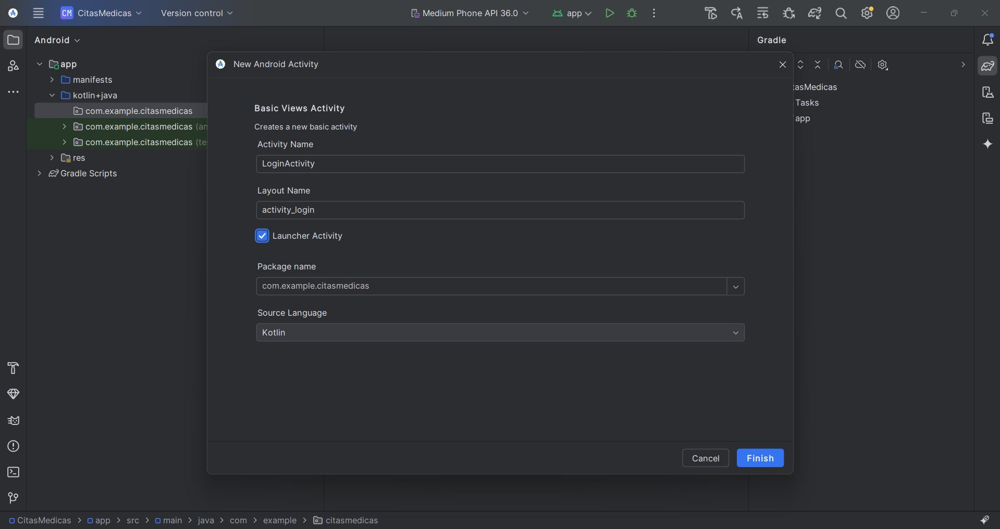 CM CitasMedicas Version control Medium Phone API 36.0 app
Android
Gradle
app
manifests
kotlin+java
com.example.citasmedicas
com.example.citasmedicas (an
com.example.citasmedicas (te
res
Gradle Scripts
New Android Activity
Basic Views Activity
Creates a new basic activity
Activity Name
LoginActivity
Layout Name
activity_login
Launcher Activity
Package name
com.example.citasmedicas
Source Language
Kotlin
Cancel Finish
tasMedicas
Tasks
app
CitasMedicas > app > src > main > java > com > example > citasmedicas